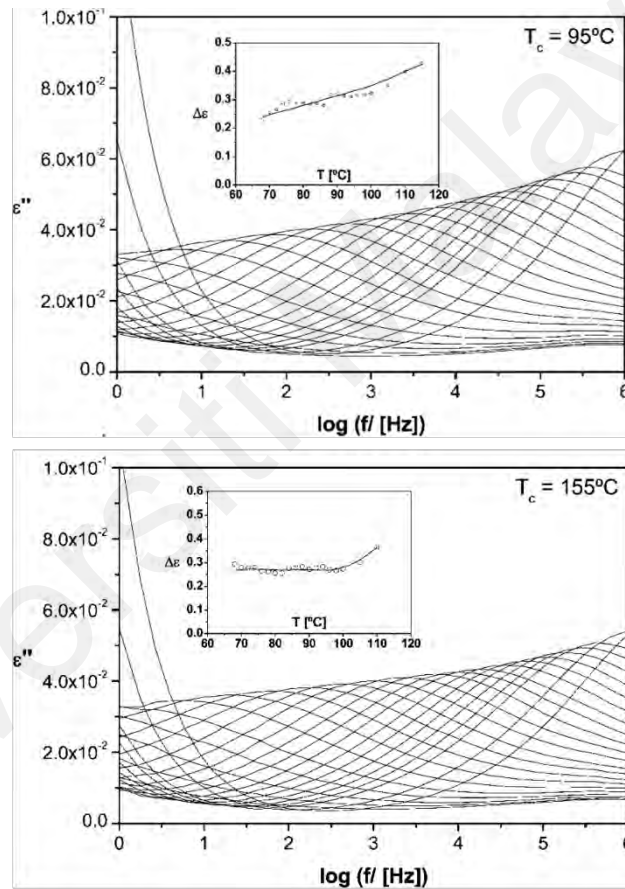 1.0x10⁻¹
8.0x10⁻²
6.0x10⁻²
ε''
4.0x10⁻²
2.0x10⁻²
0.0
T_c = 95ºC
0.5
0.4
Δε 0.3
0.2
0.1
0.0
T [ºC]
60 70 80 90 100 110 120
0 1 2 3 4 5 6
log (f/ [Hz])
1.0x10⁻¹
8.0x10⁻²
6.0x10⁻²
ε''
4.0x10⁻²
2.0x10⁻²
0.0
T_c = 155ºC
0.6
0.5
0.4
Δε 0.3
0.2
0.1
0.0
T [ºC]
60 70 80 90 100 110 120
0 1 2 3 4 5 6
log (f/ [Hz])